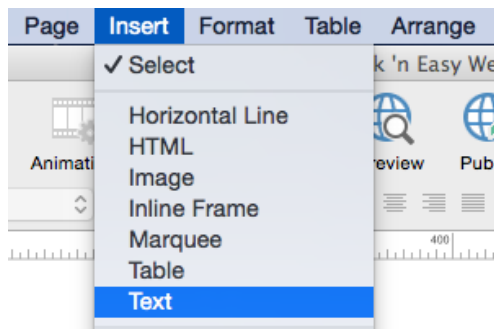 Page Insert Format Table Arrange
✓ Select
k 'n Easy We
Horizontal Line
HTML
Image
Inline Frame
Marquee
Table
Text
Animati
review
Pub
400